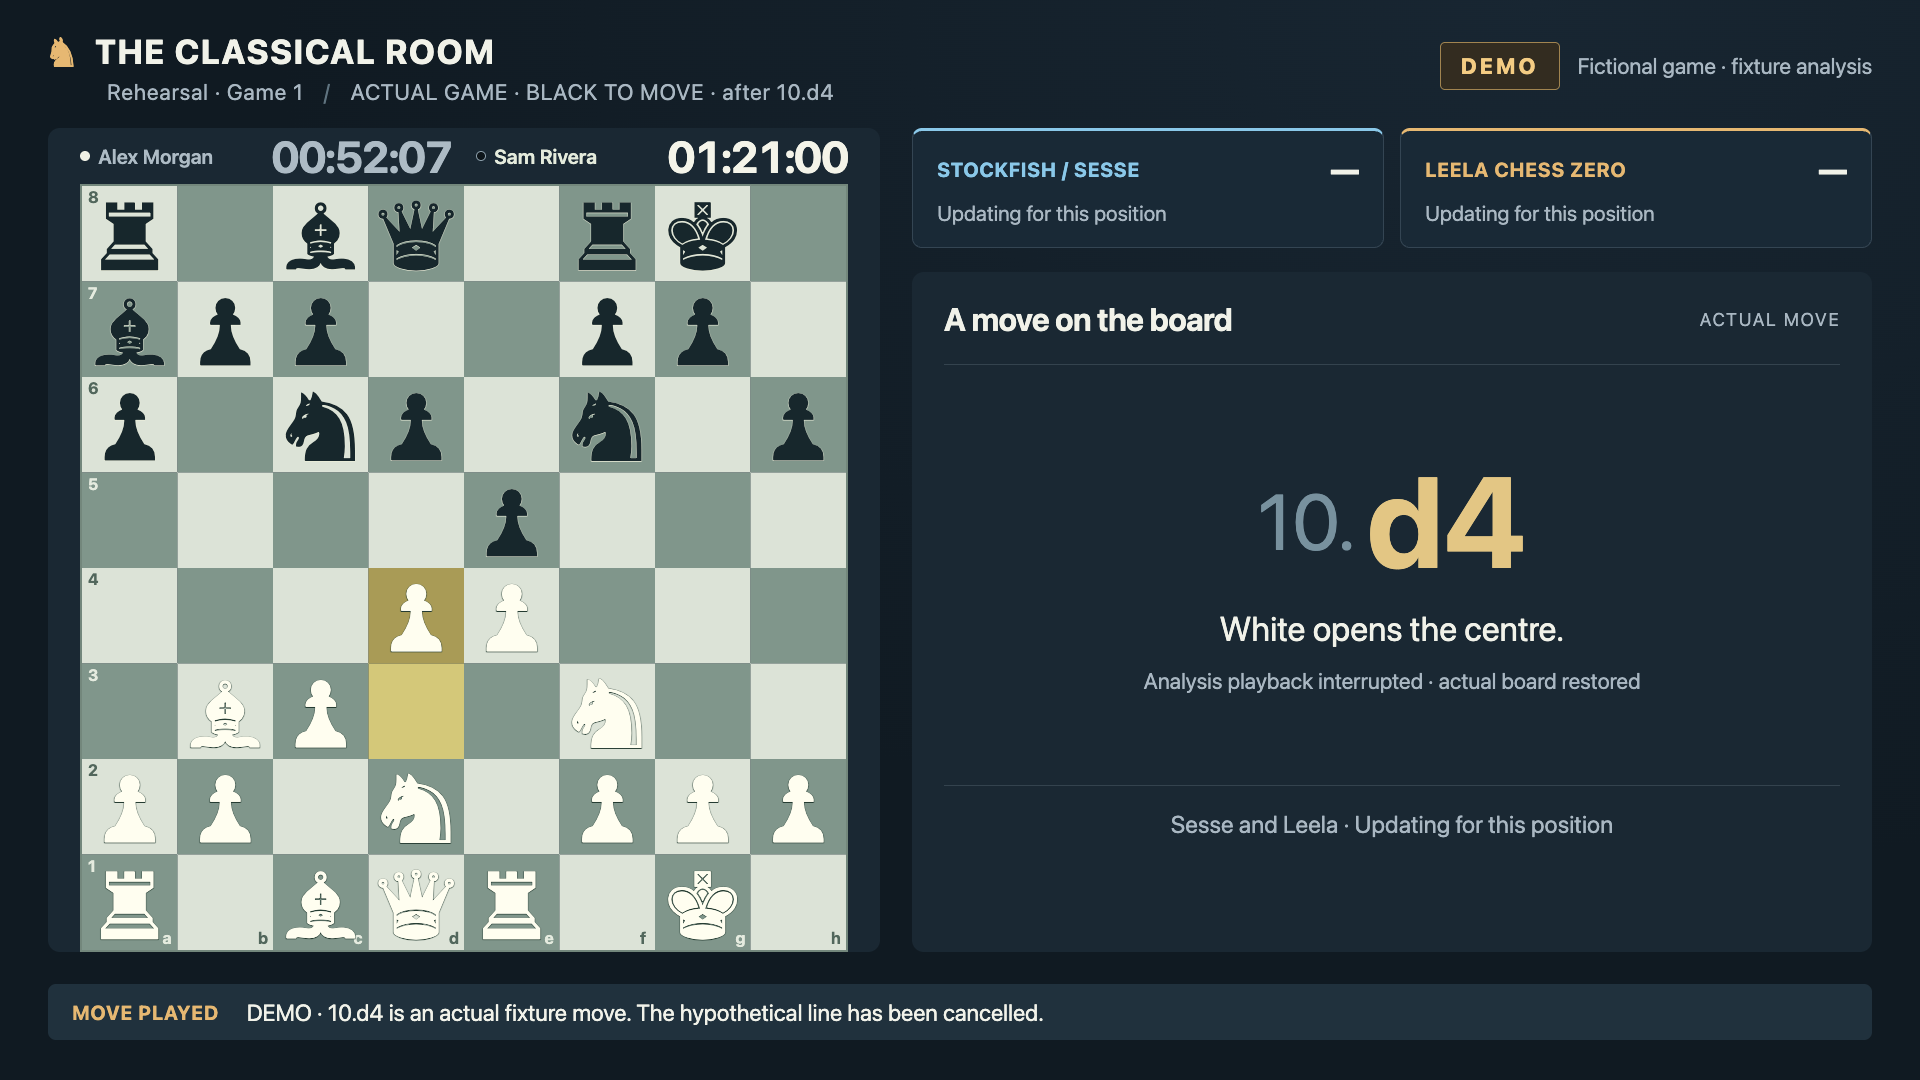 THE CLASSICAL ROOM
Rehearsal · Game 1 / ACTUAL GAME · BLACK TO MOVE · after 10.d4
DEMO
Fictional game · fixture analysis
Alex Morgan 00:52:07 Sam Rivera 01:21:00
8
7
6
5
4
3
2
1
a b c d e f g h
STOCKFISH / SESSE —
Updating for this position
LEELA CHESS ZERO —
Updating for this position
A move on the board
ACTUAL MOVE
10. d4
White opens the centre.
Analysis playback interrupted · actual board restored
Sesse and Leela · Updating for this position
MOVE PLAYED DEMO · 10.d4 is an actual fixture move. The hypothetical line has been cancelled.